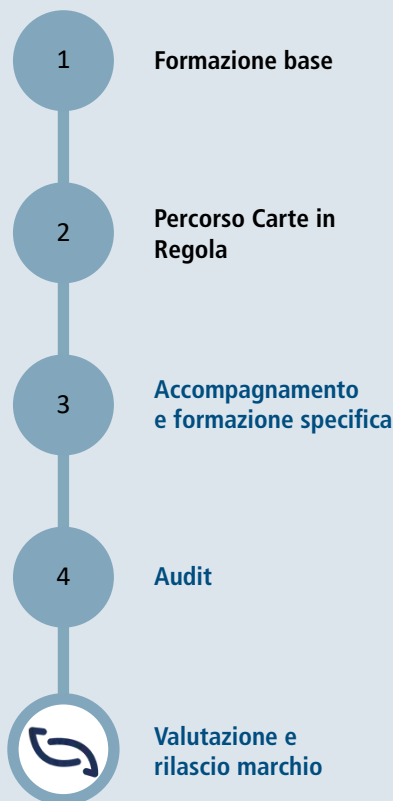 1
Formazione base
2
Percorso Carte in
Regola
3
Accompagnamento
e formazione specifica
4
Audit
Valutazione e
rilascio marchio